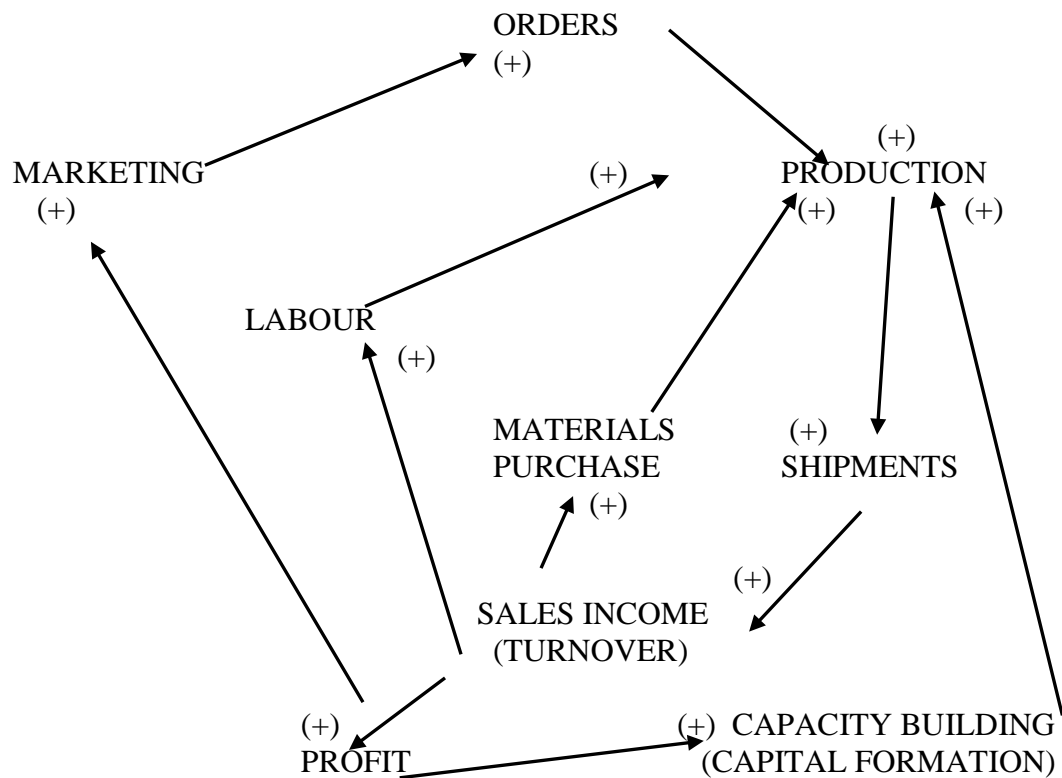 ORDERS
(+)
(+)
MARKETING
(+)
PRODUCTION
(+)
(+)
(+)
LABOUR
(+)
MATERIALS
PURCHASE
(+)
(+)
SHIPMENTS
(+)
SALES INCOME
(TURNOVER)
(+)
PROFIT
(+)
CAPACITY BUILDING
(CAPITAL FORMATION)